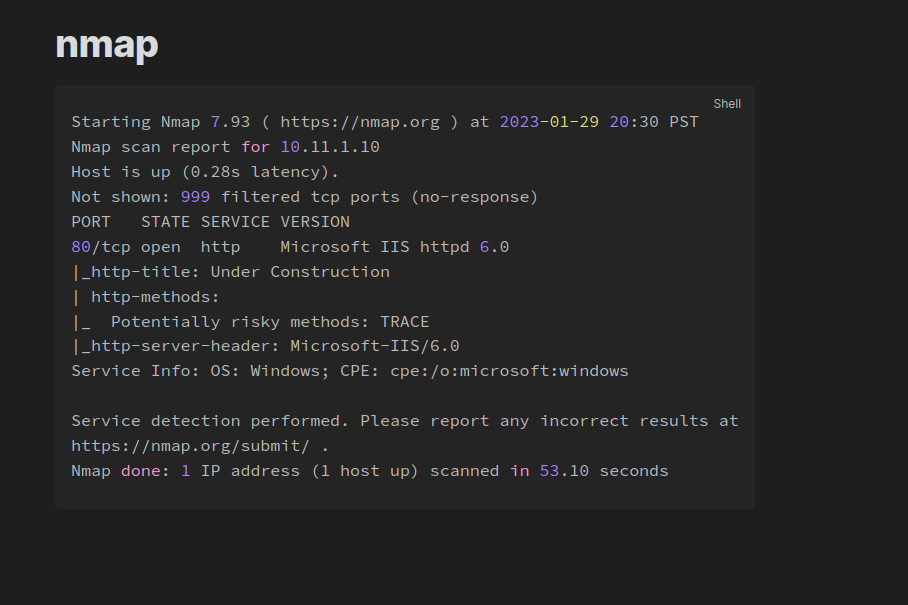 nmap
Shell
Starting Nmap 7.93 ( https://nmap.org ) at 2023-01-29 20:30 PST
Nmap scan report for 10.11.1.10
Host is up (0.28s latency).
Not shown: 999 filtered tcp ports (no-response)
PORT   STATE SERVICE VERSION
80/tcp open  http    Microsoft IIS httpd 6.0
|_http-title: Under Construction
| http-methods:
|_  Potentially risky methods: TRACE
|_http-server-header: Microsoft-IIS/6.0
Service Info: OS: Windows; CPE: cpe:/o:microsoft:windows
Service detection performed. Please report any incorrect results at
https://nmap.org/submit/ .
Nmap done: 1 IP address (1 host up) scanned in 53.10 seconds